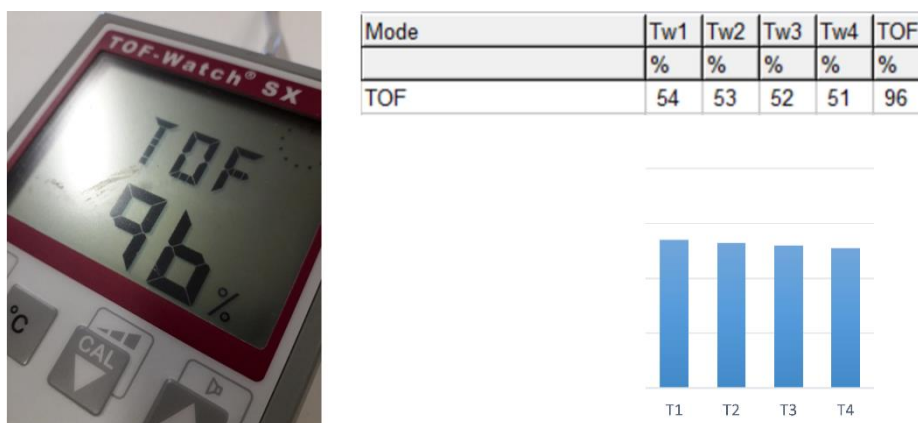 TOF-Watch® SX
TOF
96
%
°C
CAL
Mode Tw1 Tw2 Tw3 Tw4 TOF
% % % % %
TOF 54 53 52 51 96
T1 T2 T3 T4